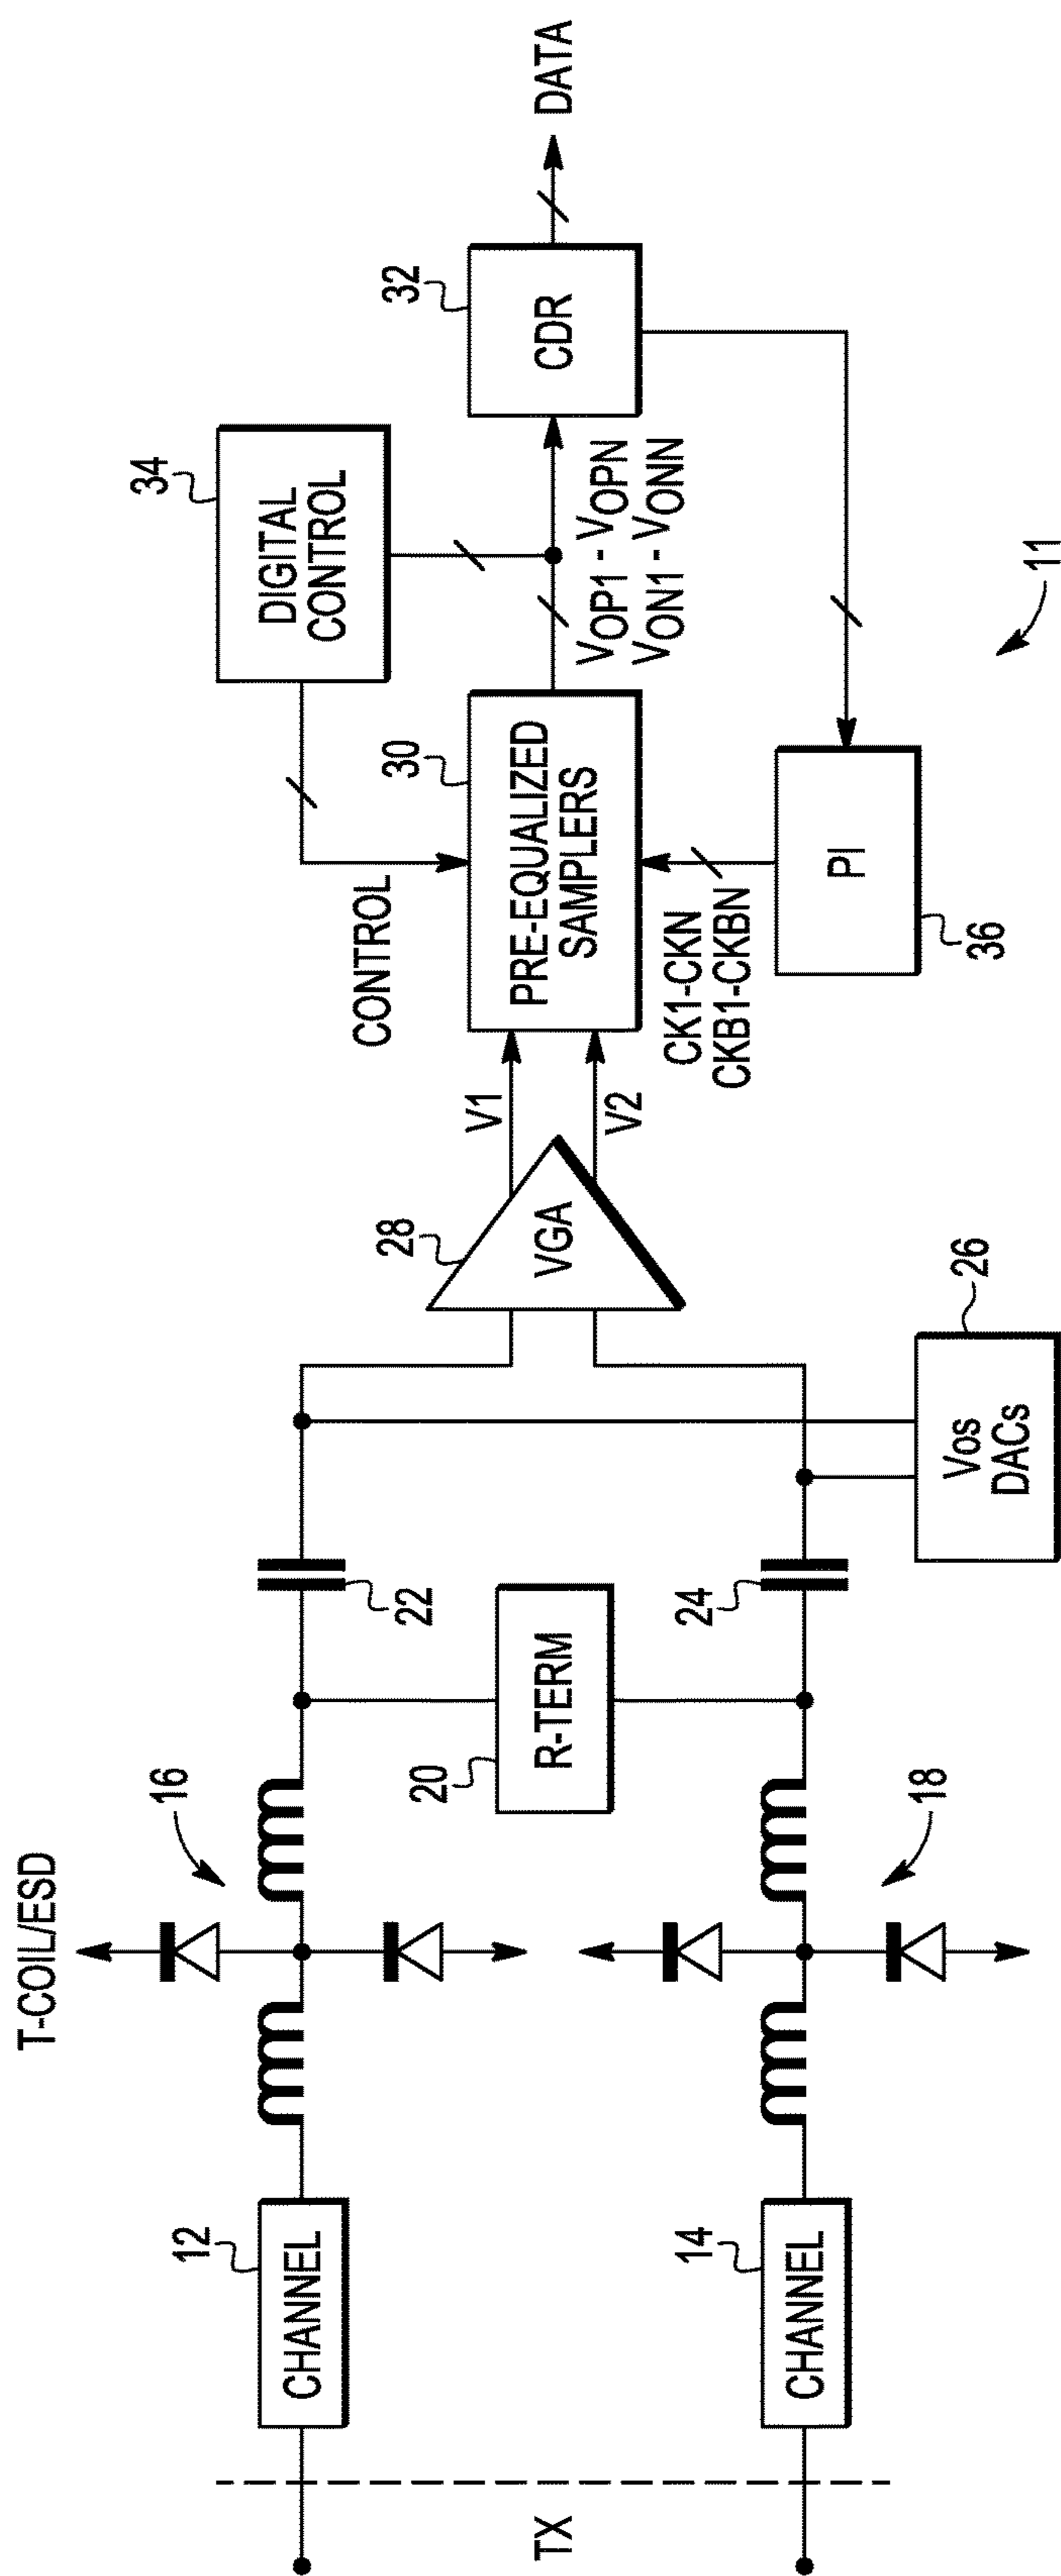 T-COIL/ESD
TX
12
CHANNEL
14
CHANNEL
16
18
20
R-TERM
22
24
26
Vos
DACs
28
VGA
V1
V2
CONTROL
30
PRE-EQUALIZED
SAMPLERS
34
DIGITAL
CONTROL
CK1-CKN
CKB1-CKBN
PI
36
VOP1 - VOPN
VON1 - VONN
32
CDR
DATA
11